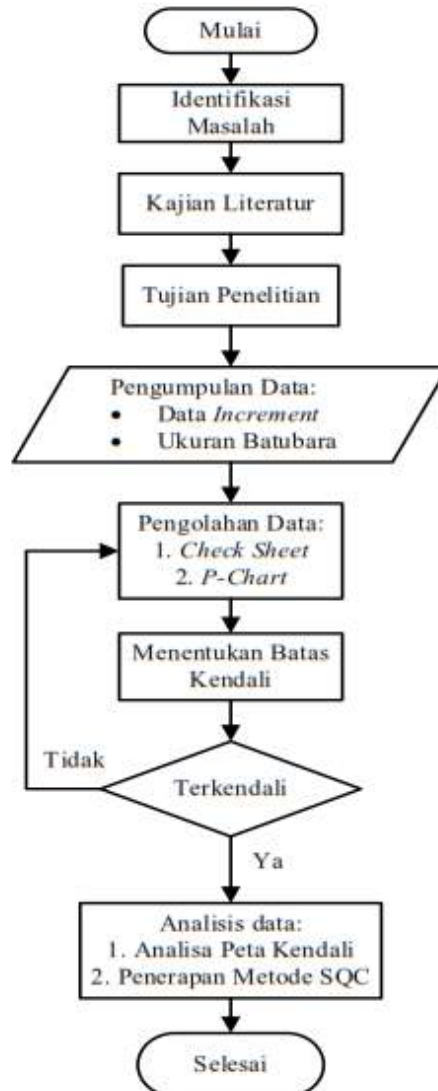 Mulai
Identifikasi
Masalah
Kajian Literatur
Tujian Penelitian
Pengumpulan Data:
• Data Increment
• Ukuran Batubara
Pengolahan Data:
1. Check Sheet
2. P-Chart
Menentukan Batas
Kendali
Tidak
Terkendali
Ya
Analisis data:
1. Analisa Peta Kendali
2. Penerapan Metode SQC
Selesai